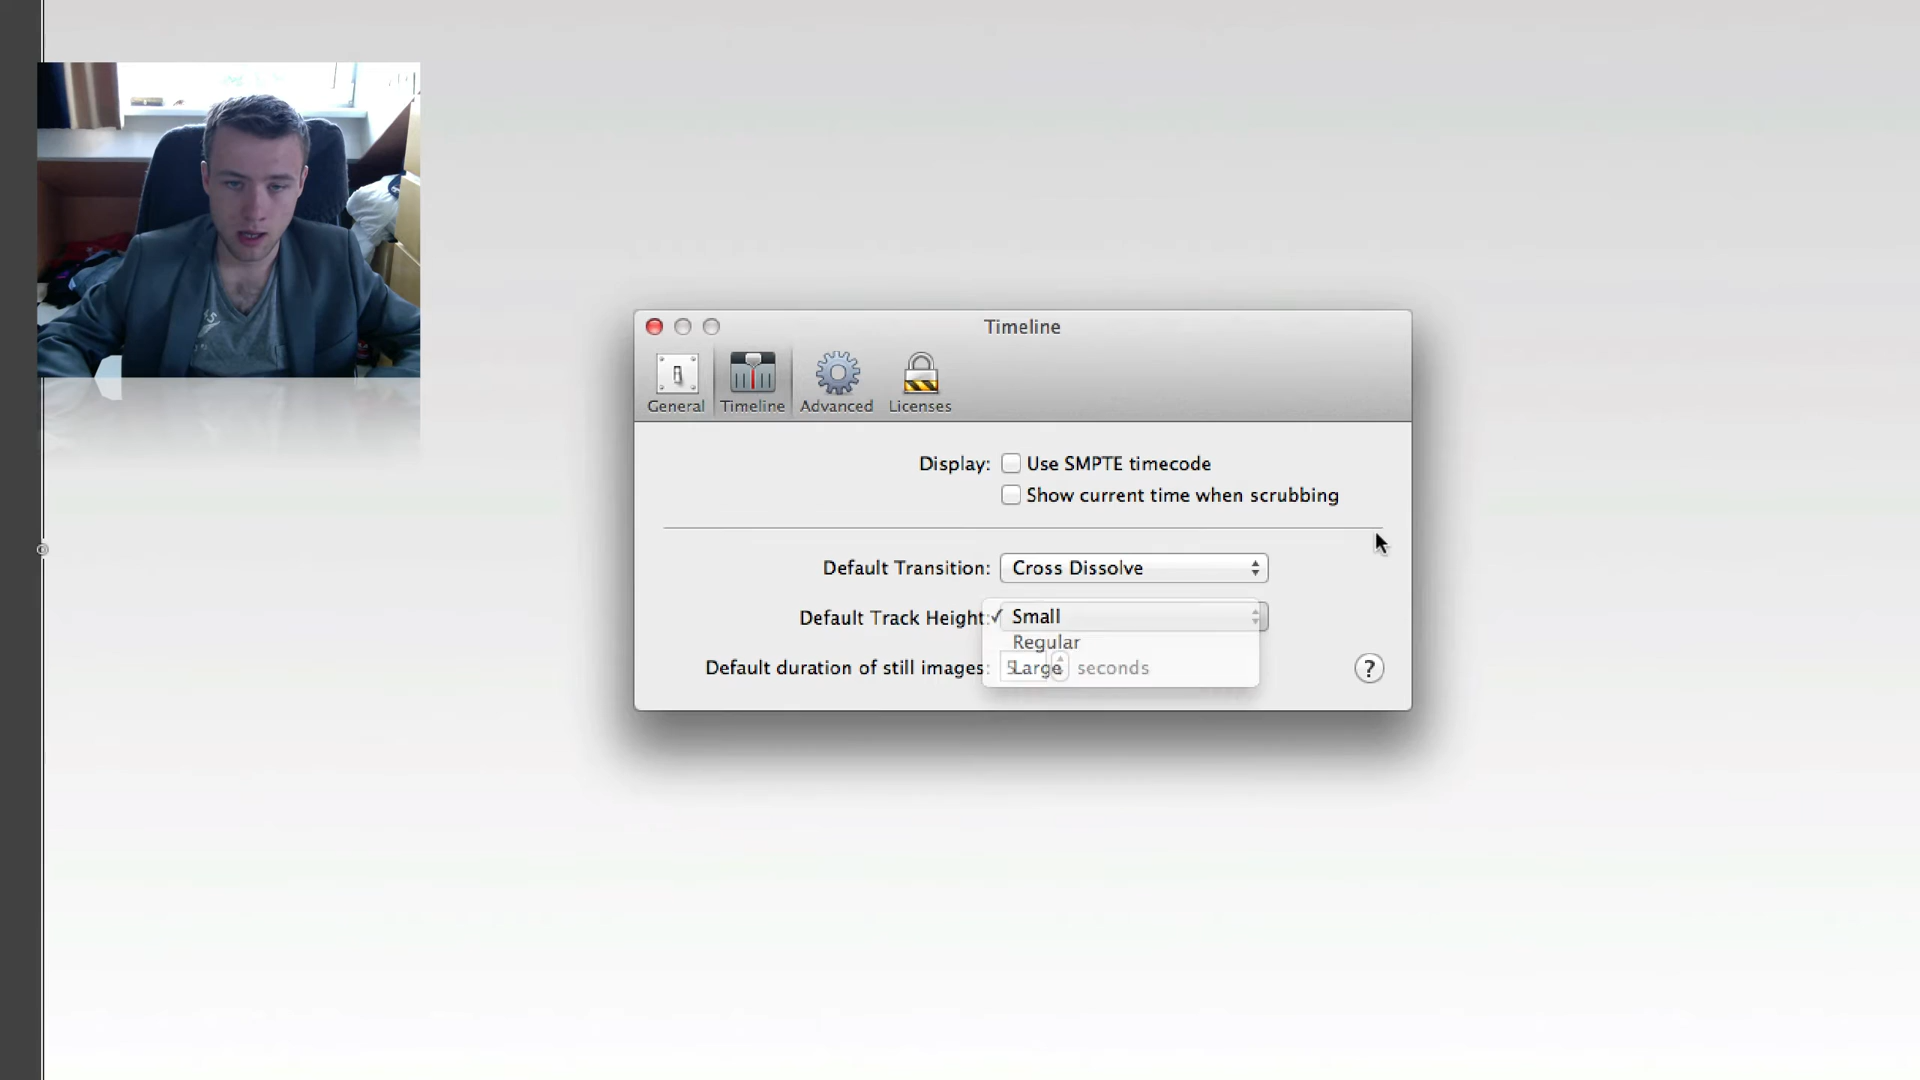 Timeline
General
Timeline
Advanced
Licenses
Display:
Use SMPTE timecode
Show current time when scrubbing
Default Transition:
Cross Dissolve
Default Track Height:
✓ Small
Regular
Large
Default duration of still images:
seconds
?